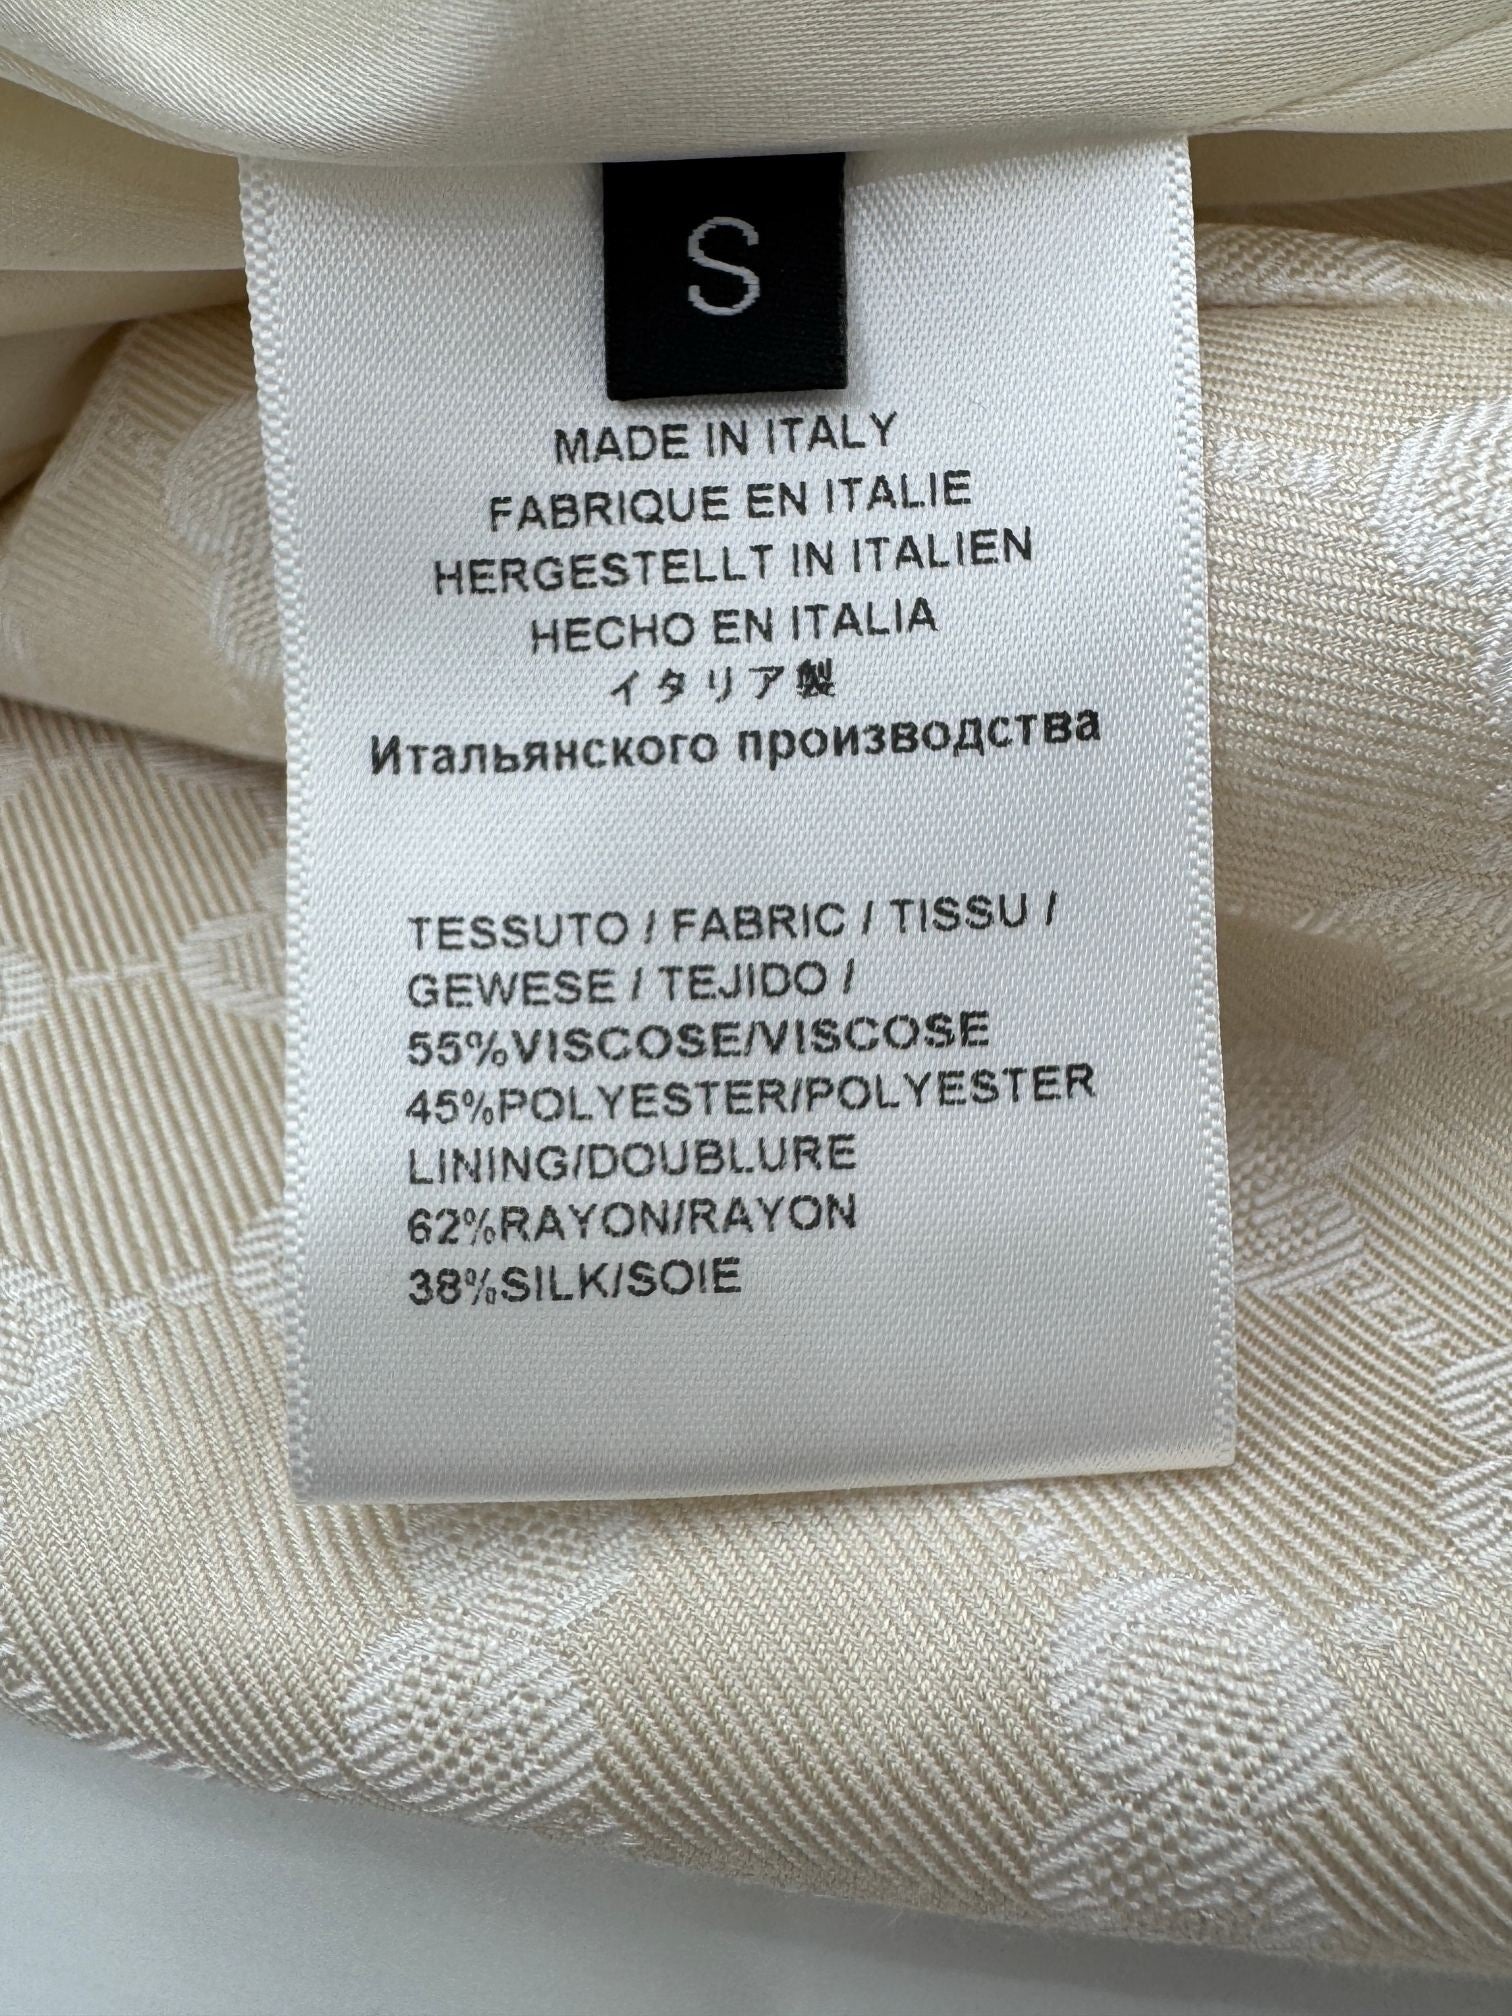 S
MADE IN ITALY
FABRIQUE EN ITALIE
HERGESTELLT IN ITALIEN
HECHO EN ITALIA
イタリア製
Итальянского производства
TESSUTO / FABRIC / TISSU /
GEWESE / TEJIDO /
55%VISCOSE/VISCOSE
45%POLYESTER/POLYESTER
LINING/DOUBLURE
62%RAYON/RAYON
38%SILK/SOIE